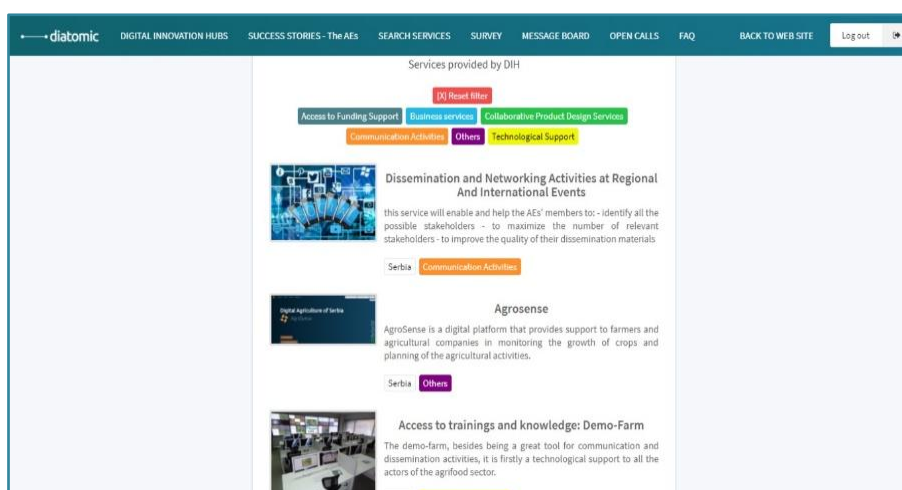 diatomic
DIGITAL INNOVATION HUBS
SUCCESS STORIES - The AEs
SEARCH SERVICES
SURVEY
MESSAGE BOARD
OPEN CALLS
FAQ
BACK TO WEB SITE
Log out
Services provided by DIH
[X] Reset filter
Access to Funding Support
Business services
Collaborative Product Design Services
Communication Activities
Others
Technological Support
Dissemination and Networking Activities at Regional
And International Events
this service will enable and help the AEs' members to: - identify all the
possible stakeholders - to maximize the number of relevant
stakeholders - to improve the quality of their dissemination materials
Serbia
Communication Activities
Digital Agriculture of Serbia
Agrosense
AgroSense is a digital platform that provides support to farmers and
agricultural companies in monitoring the growth of crops and
planning of the agricultural activities.
Serbia
Others
Access to trainings and knowledge: Demo-Farm
The demo-farm, besides being a great tool for communication and
dissemination activities, it is firstly a technological support to all the
actors of the agrifood sector.